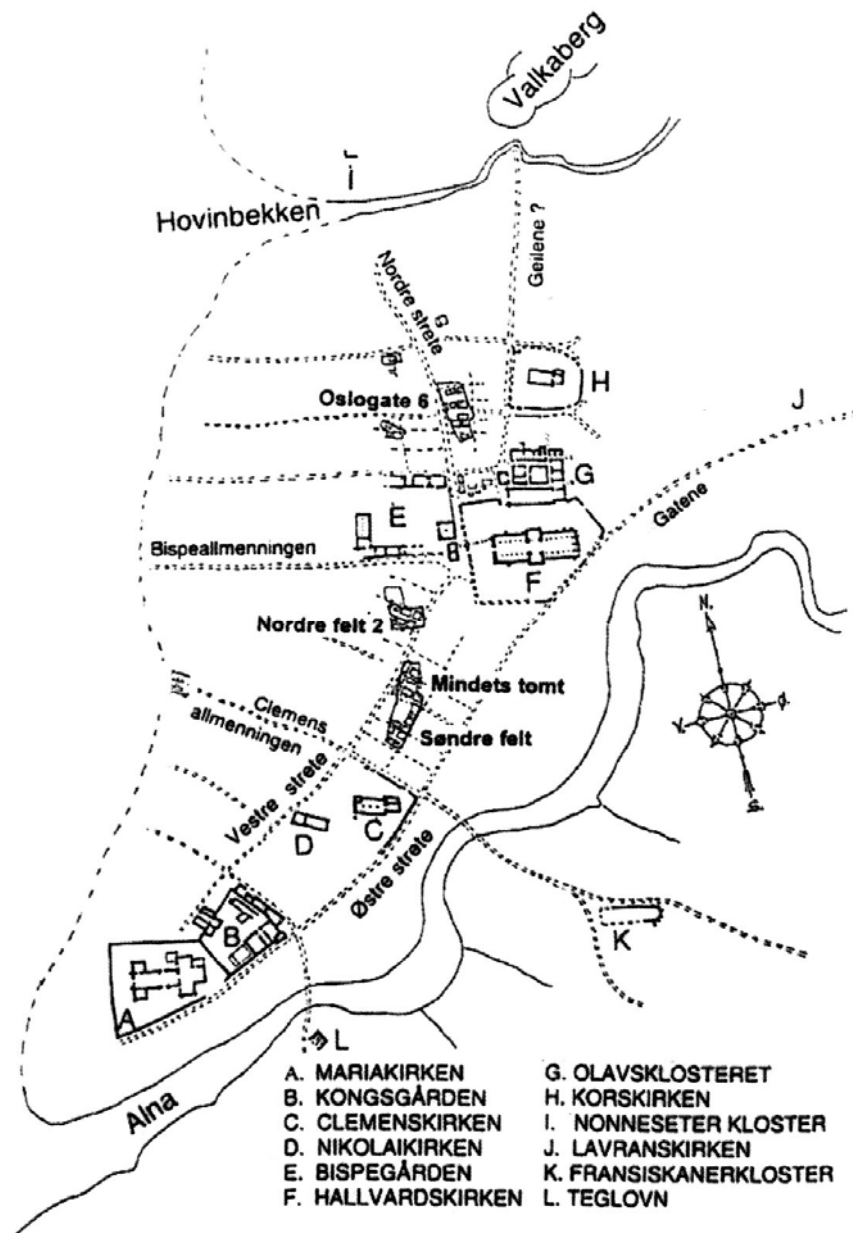 Valkaberg
I
Hovinbekken
Geilene ?
Nordre strete
H
Oslogate 6
J
G
Gatene
E
Bispeallmenningen
F
N.
Nordre felt 2
Mindets tomt
Clemens
allmenningen
Søndre felt
V.
Ø.
S.
Vestre strete
D
C
Østre strete
B
K
A
L
Alna
A. MARIAKIRKEN
B. KONGSGÅRDEN
C. CLEMENSKIRKEN
D. NIKOLAIKIRKEN
E. BISPEGÅRDEN
F. HALLVARDSKIRKEN
G. OLAVSKLOSTERET
H. KORSKIRKEN
I. NONNESETER KLOSTER
J. LAVRANSKIRKEN
K. FRANSISKANERKLOSTER
L. TEGLOVN